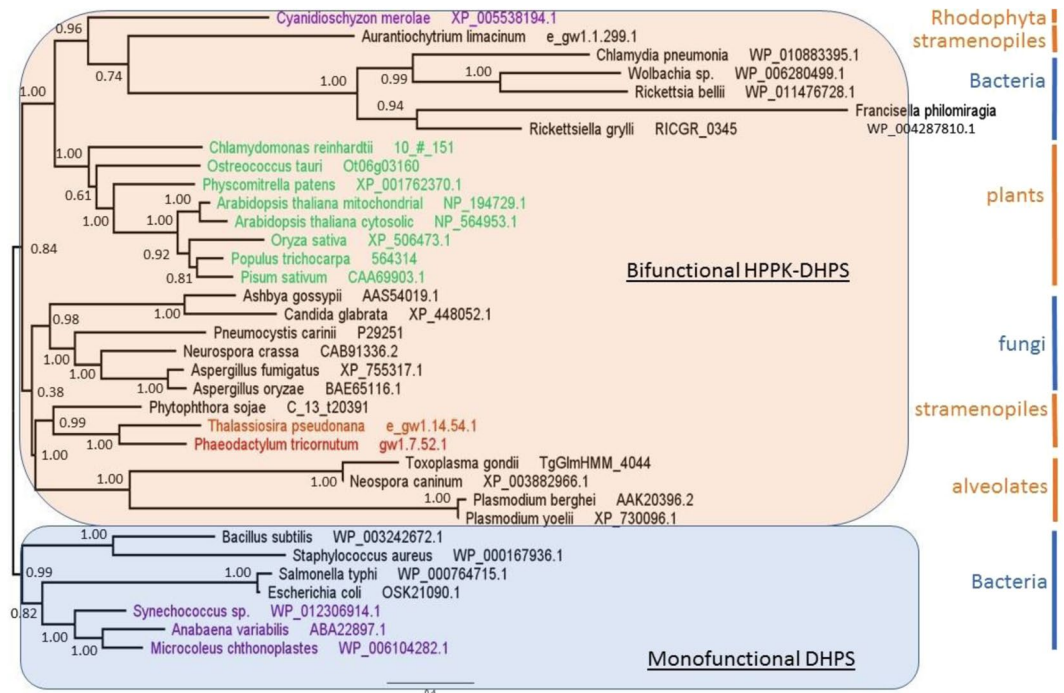 Cyanidioschyzon merolae XP_005538194.1
Rhodophyta
0.96
Aurantiochytrium limacinum e_gw1.1.299.1
stramenopiles
Chlamydia pneumonia WP_010883395.1
0.74
1.00
0.99
1.00
Wolbachia sp. WP_006280499.1
Bacteria
1.00
Rickettsia bellii WP_011476728.1
0.94
Francisella philomiragia
WP_004287810.1
Rickettsiella grylli RICGR_0345
Chlamydomonas reinhardtii 10_#_151
1.00
Ostreococcus tauri Ot06g03160
Physcomitrella patens XP_001762370.1
0.61
plants
1.00
Arabidopsis thaliana mitochondrial NP_194729.1
1.00
1.00
Arabidopsis thaliana cytosolic NP_564953.1
Oryza sativa XP_506473.1
0.84
0.92
Populus trichocarpa 564314
0.81
Pisum sativum CAA69903.1
Bifunctional HPPK-DHPS
Ashbya gossypii AAS54019.1
1.00
Candida glabrata XP_448052.1
0.98
Pneumocystis carinii P29251
fungi
1.00
Neurospora crassa CAB91336.2
1.00
Aspergillus fumigatus XP_755317.1
1.00
Aspergillus oryzae BAE65116.1
0.38
Phytophthora sojae C_13_t20391
stramenopiles
0.99
Thalassiosira pseudonana e_gw1.14.54.1
1.00
Phaeodactylum tricornutum gw1.7.52.1
1.00
Toxoplasma gondii TgGlmHMM_4044
1.00
1.00
Neospora caninum XP_003882966.1
alveolates
1.00
Plasmodium berghei AAK20396.2
Plasmodium yoelii XP_730096.1
1.00
Bacillus subtilis WP_003242672.1
Staphylococcus aureus WP_000167936.1
0.99
1.00
Salmonella typhi WP_000764715.1
Bacteria
Escherichia coli OSK21090.1
0.82
Synechococcus sp. WP_012306914.1
Anabaena variabilis ABA22897.1
1.00
1.00
Microcoleus chthonoplastes WP_006104282.1
Monofunctional DHPS